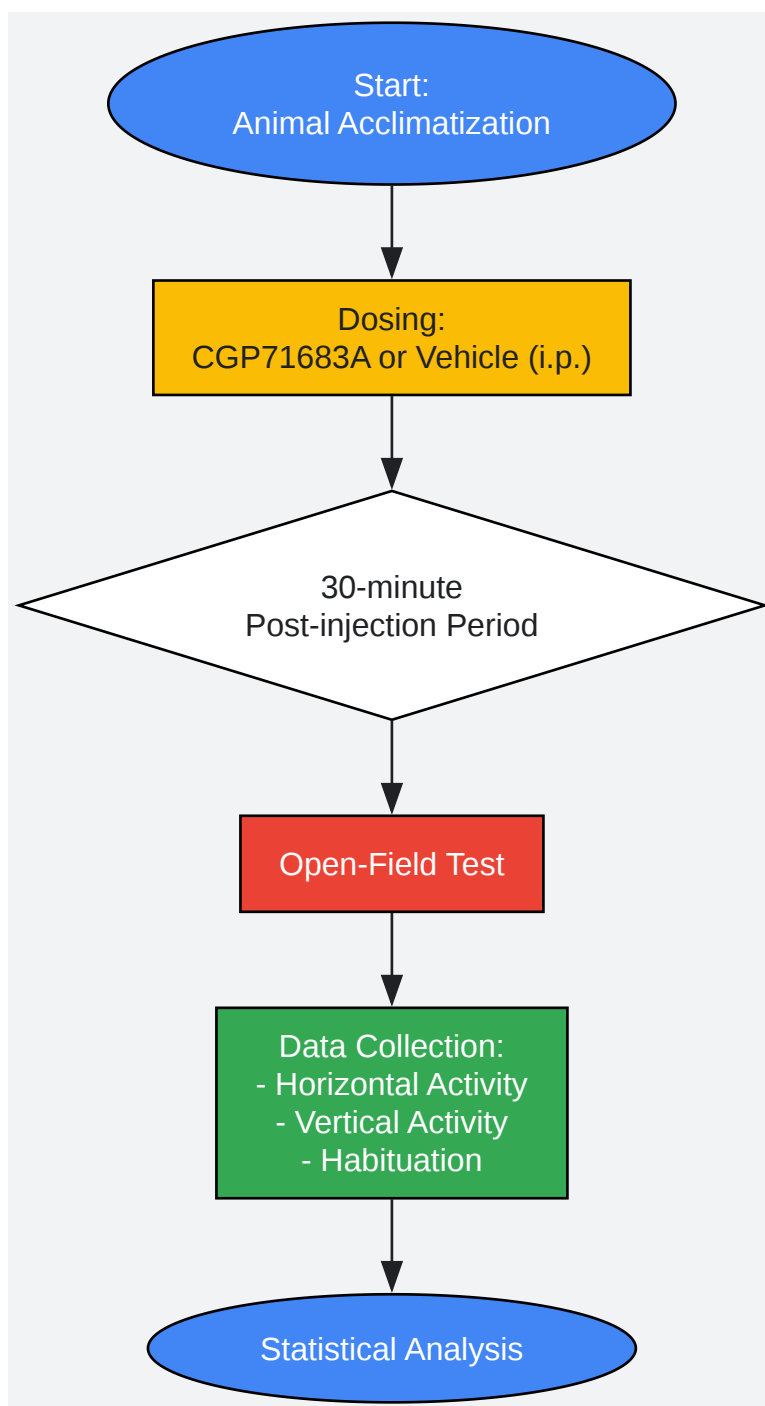 Start:
Animal Acclimatization
Dosing:
CGP71683A or Vehicle (i.p.)
30-minute
Post-injection Period
Open-Field Test
Data Collection:
- Horizontal Activity
- Vertical Activity
- Habituation
Statistical Analysis